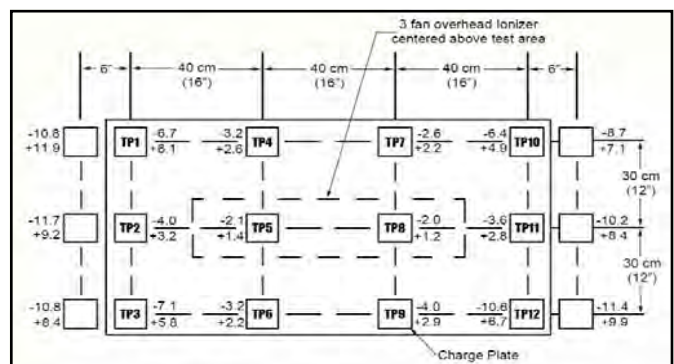 3 fan overhead Ionizer
centered above test area
6" 40 cm 40 cm 40 cm 6"
(16") (16") (16")
-10.8 TP1 -6.7 -3.2 TP4 -2.6 TP7 -6.4 TP10 -8.7
+11.9 +6.1 +2.6 +2.2 +4.9 +7.1
30 cm
(12")
-11.7 TP2 -4.0 -2.1 TP5 -2.0 TP8 -3.6 TP11 -10.2
+9.2 +3.2 +1.4 +1.2 +2.8 +8.4
30 cm
(12")
-10.8 TP3 -7.1 -3.2 TP6 -4.0 TP9 -10.6 TP12 -11.4
+8.4 +5.8 +2.2 +2.9 +6.7 +9.9
Charge Plate